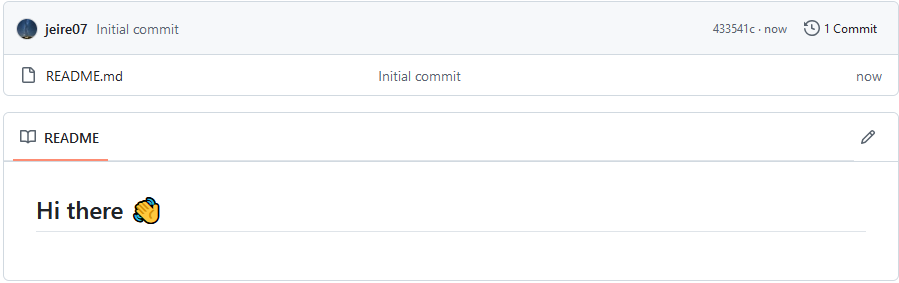 jeire07 Initial commit 433541c · now 1 Commit
README.md Initial commit now
README
Hi there 👋